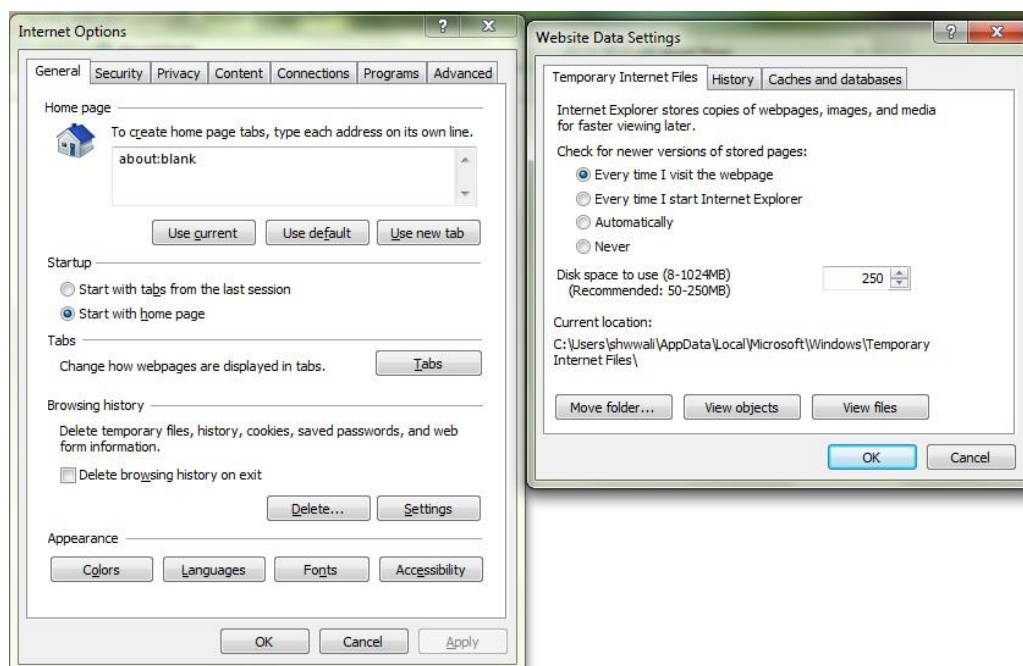 Internet Options
General Security Privacy Content Connections Programs Advanced
Home page
To create home page tabs, type each address on its own line.
about:blank
Use current Use default Use new tab
Startup
Start with tabs from the last session
Start with home page
Tabs
Change how webpages are displayed in tabs. Tabs
Browsing history
Delete temporary files, history, cookies, saved passwords, and web
form information.
Delete browsing history on exit
Delete... Settings
Appearance
Colors Languages Fonts Accessibility
OK Cancel Apply
Website Data Settings
Temporary Internet Files History Caches and databases
Internet Explorer stores copies of webpages, images, and media
for faster viewing later.
Check for newer versions of stored pages:
Every time I visit the webpage
Every time I start Internet Explorer
Automatically
Never
Disk space to use (8-1024MB) 250
(Recommended: 50-250MB)
Current location:
C:\Users\shwwali\AppData\Local\Microsoft\Windows\Temporary
Internet Files\
Move folder... View objects View files
OK Cancel